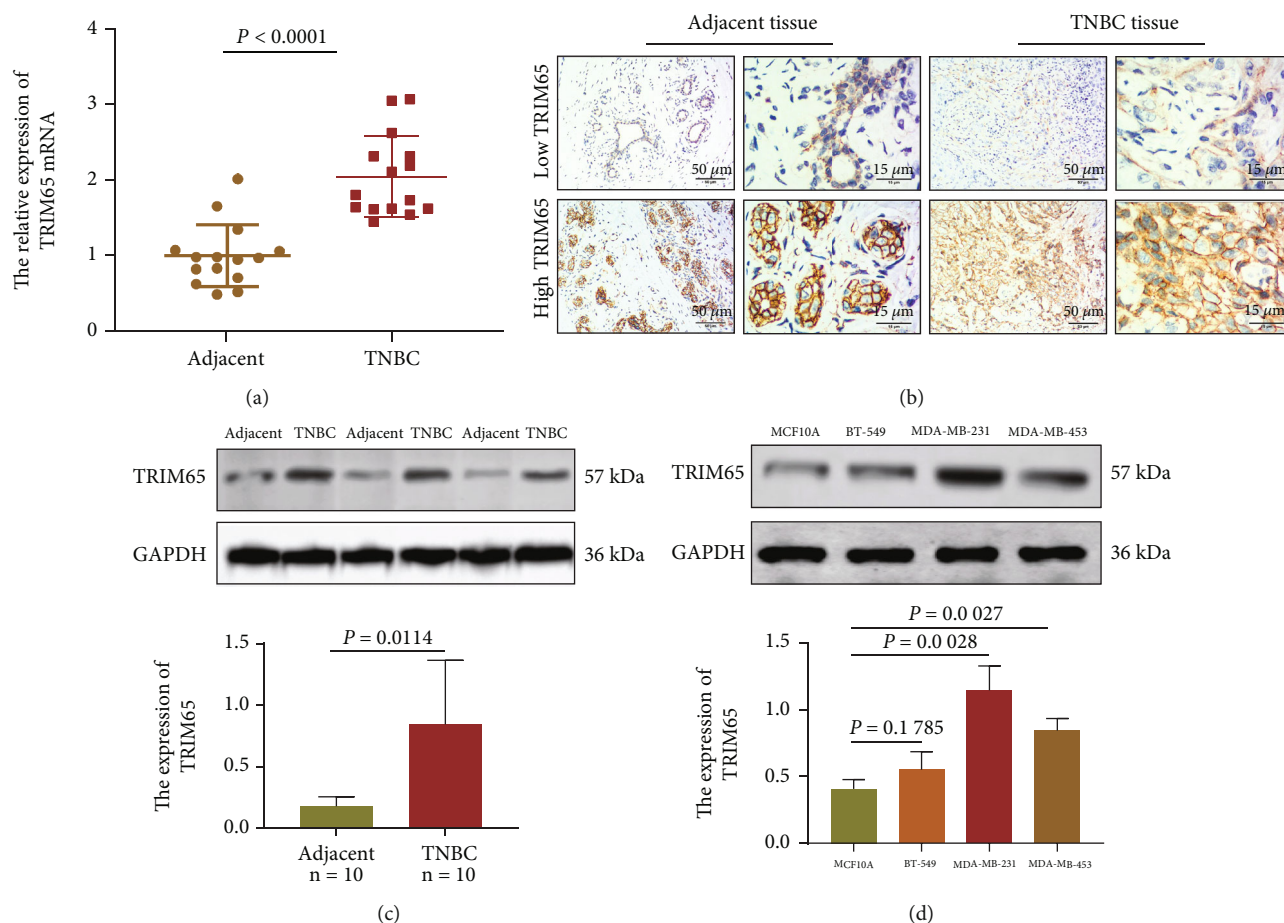 The relative expression of
TRIM65 mRNA
4
3
2
1
0
P < 0.0001
Adjacent
TNBC
(a)
Adjacent tissue
TNBC tissue
Low TRIM65
50 μm
15 μm
50 μm
15 μm
High TRIM65
50 μm
15 μm
50 μm
15 μm
(b)
Adjacent TNBC Adjacent TNBC Adjacent TNBC
TRIM65
57 kDa
GAPDH
36 kDa
The expression of
TRIM65
1.5
1.0
0.5
0.0
P = 0.0114
Adjacent
n = 10
TNBC
n = 10
(c)
MCF10A BT-549 MDA-MB-231 MDA-MB-453
TRIM65
57 kDa
GAPDH
36 kDa
The expression of
TRIM65
1.5
1.0
0.5
0.0
P = 0.0 027
P = 0.0 028
P = 0.1 785
MCF10A
BT-549
MDA-MB-231
MDA-MB-453
(d)